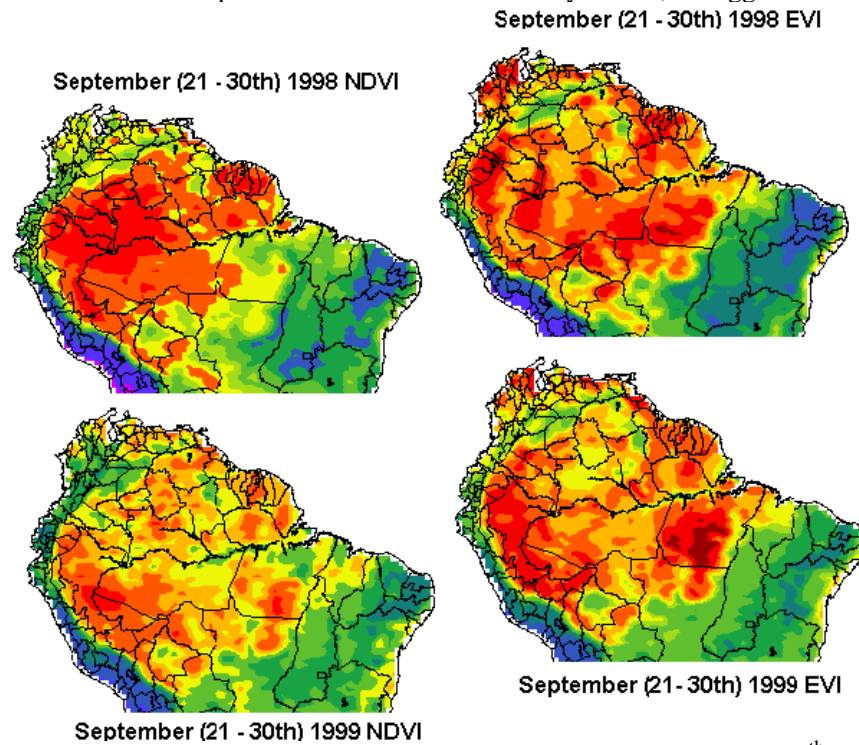 September (21 - 30th) 1998 EVI
September (21 - 30th) 1998 NDVI
September (21 - 30th) 1999 EVI
th
September (21 - 30th) 1999 NDVI